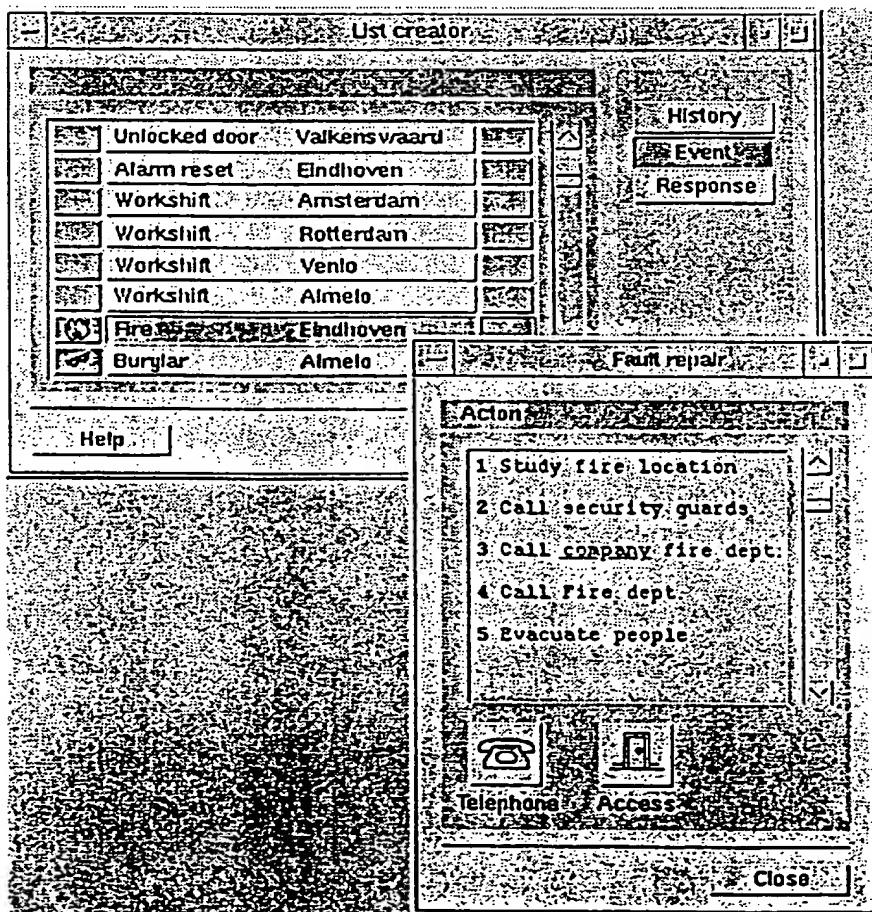 List creator
Unlocked door Valkenswaard
Alarm reset Eindhoven
Workshift Amsterdam
Workshift Rotterdam
Workshift Venlo
Workshift Almelo
Fire Eindhoven
Burglar Almelo
History
Event
Response
Help
Fault repair
Acton
1 Study fire location
2 Call security guards
3 Call company fire dept.
4 Call Fire dept
5 Evacuate people
Telephone Access
Close